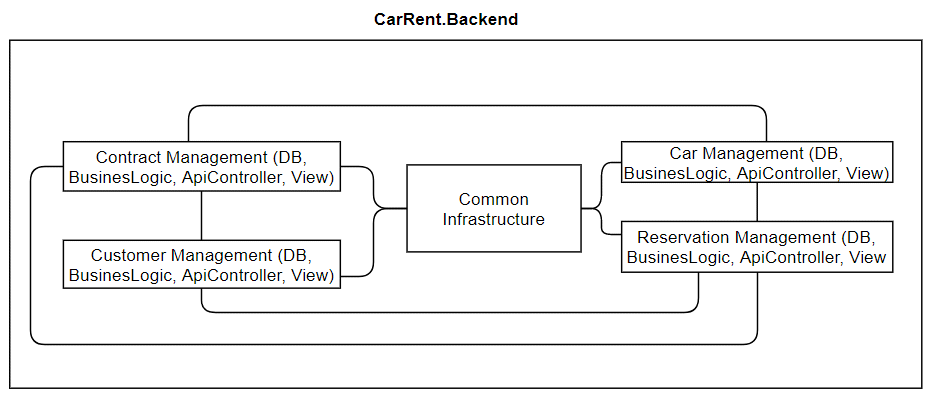 CarRent.Backend
Contract Management (DB,
BusinesLogic, ApiController, View)
Customer Management (DB,
BusinesLogic, ApiController, View)
Common
Infrastructure
Car Management (DB,
BusinesLogic, ApiController, View)
Reservation Management (DB,
BusinesLogic, ApiController, View